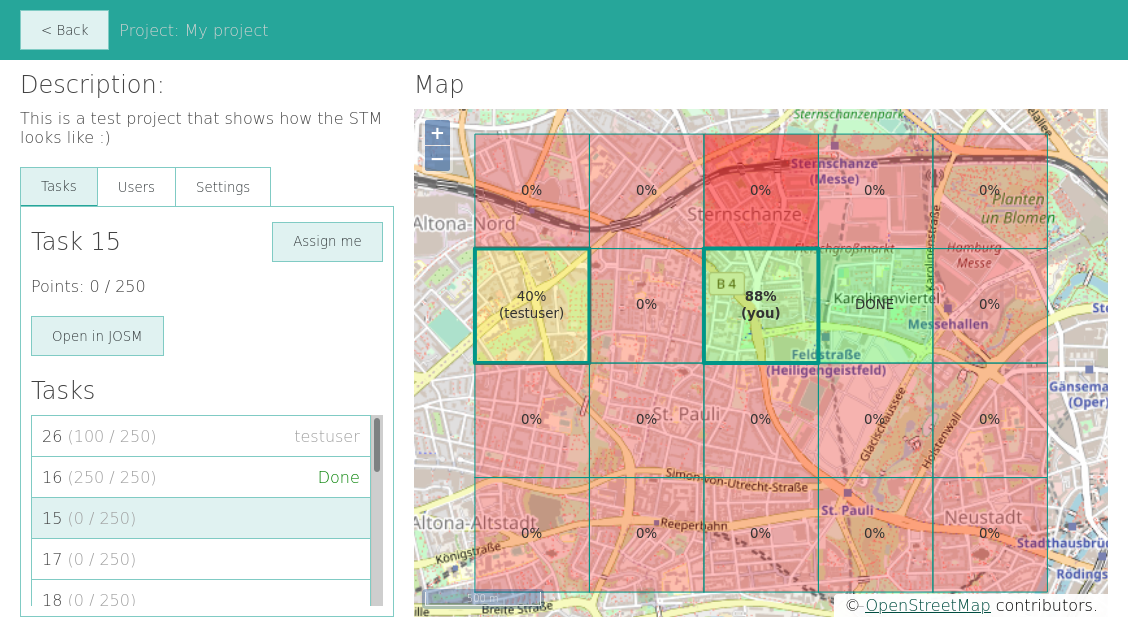 < Back
Project: My project
Description:
This is a test project that shows how the STM
looks like :)
Tasks
Users
Settings
Task 15
Assign me
Points: 0 / 250
Open in JOSM
Tasks
26 (100 / 250)
testuser
16 (250 / 250)
Done
15 (0 / 250)
17 (0 / 250)
18 (0 / 250)
Map
+
−
Sternschanzenpark
Sternschanze
(Messe)
0%
0%
0%
0%
0%
Planten
un Blomen
Altona-Nord
Sternschanze
Karolinenstraße
Hamburg
Messe
B 4
40%
(testuser)
0%
88%
(you)
Karolinenviertel
DONE
0%
Messehallen
Feldstraße
(Heiligengeistfeld)
Gänsema
(Oper)
St. Pauli
0%
0%
0%
0%
0%
Glacischaussee
Holstenwall
Simon-von-Utrecht-Straße
St. Pauli
Neustadt
Altona-Altstadt
Reeperbahn
0%
0%
0%
0%
0%
Stadthausbrü
Königstraße
Rödings
Breite Straße
© OpenStreetMap contributors.